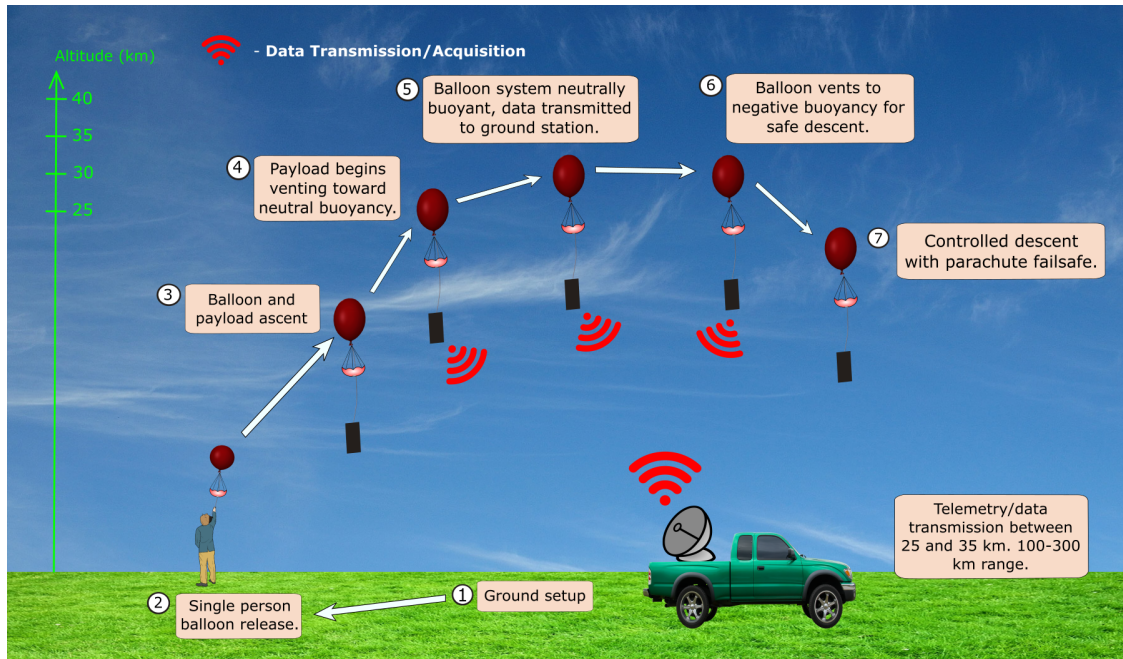 Altitude (km)
- Data Transmission/Acquisition
40
35
30
25
1
Ground setup
2
Single person
balloon release.
3
Balloon and
payload ascent
4
Payload begins
venting toward
neutral buoyancy.
5
Balloon system neutrally
buoyant, data transmitted
to ground station.
6
Balloon vents to
negative buoyancy for
safe descent.
7
Controlled descent
with parachute failsafe.
Telemetry/data
transmission between
25 and 35 km. 100-300
km range.